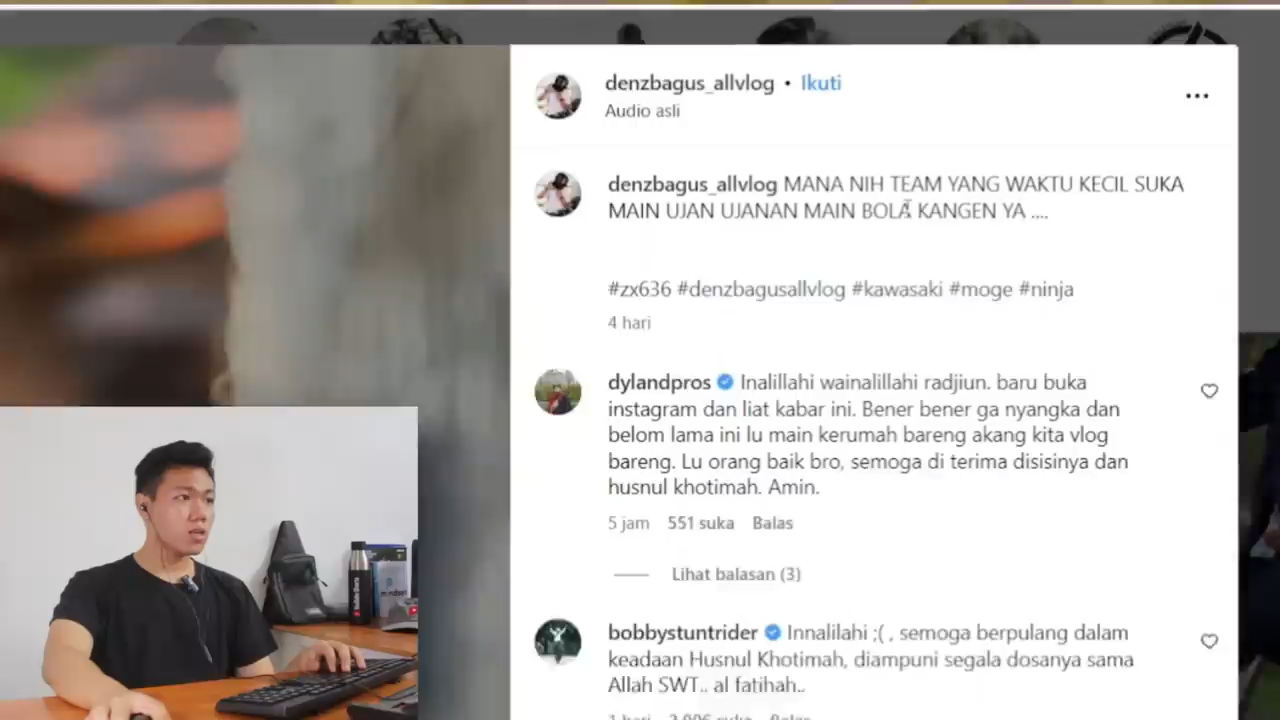 denzbagus_allvlog • Ikuti
Audio asli
denzbagus_allvlog MANA NIH TEAM YANG WAKTU KECIL SUKA
MAIN UJAN UJANAN MAIN BOLA KANGEN YA ....
#zx636 #denzbagusallvlog #kawasaki #moge #ninja
4 hari
dylandpros Inalillahi wainalillahi radjiun. baru buka
instagram dan liat kabar ini. Bener bener ga nyangka dan
belom lama ini lu main kerumah bareng akang kita vlog
bareng. Lu orang baik bro, semoga di terima disisinya dan
husnul khotimah. Amin.
5 jam 551 suka Balas
Lihat balasan (3)
bobbystuntrider Innalilahi ;( , semoga berpulang dalam
keadaan Husnul Khotimah, diampuni segala dosanya sama
Allah SWT.. al fatihah..